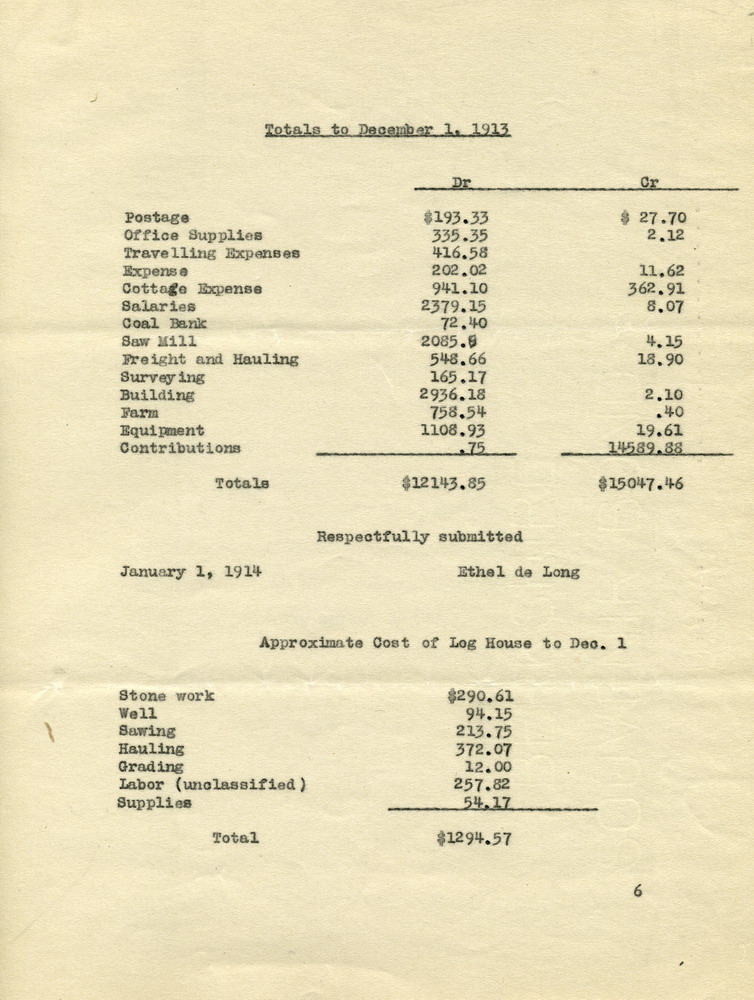 Totals to December 1, 1913
Dr Cr
Postage $193.33 $ 27.70
Office Supplies 335.35 2.12
Travelling Expenses 416.58
Expense 202.02 11.62
Cottage Expense 941.10 362.91
Salaries 2379.15 8.07
Coal Bank 72.40
Saw Mill 2085.9 4.15
Freight and Hauling 548.66 18.90
Surveying 165.17
Building 2936.18 2.10
Farm 758.54 .40
Equipment 1108.93 19.61
Contributions .75 14589.88
Totals $12143.85 $15047.46
Respectfully submitted
January 1, 1914 Ethel de Long
Approximate Cost of Log House to Dec. 1
Stone work $290.61
Well 94.15
Sawing 213.75
Hauling 372.07
Grading 12.00
Labor (unclassified) 257.82
Supplies 54.17
Total $1294.57
6